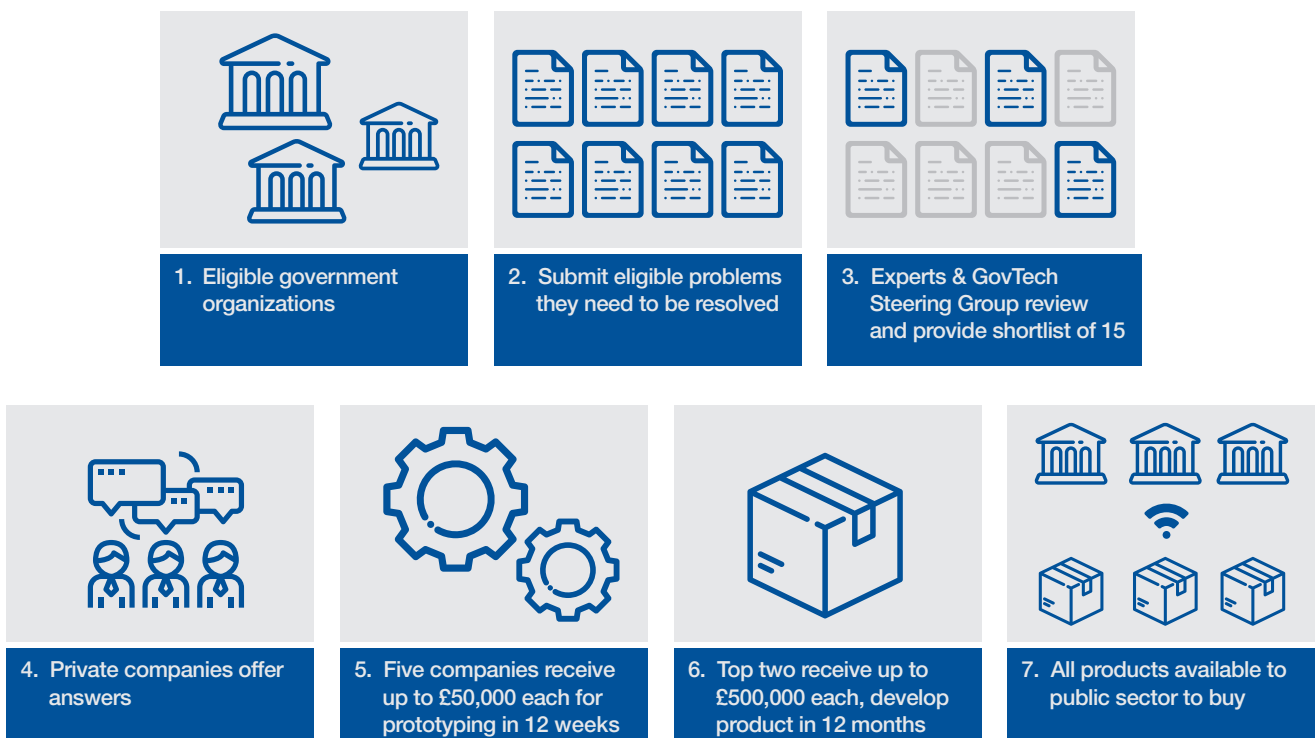 1. Eligible government
organizations
2. Submit eligible problems
they need to be resolved
3. Experts & GovTech
Steering Group review
and provide shortlist of 15
4. Private companies offer
answers
5. Five companies receive
up to £50,000 each for
prototyping in 12 weeks
6. Top two receive up to
£500,000 each, develop
product in 12 months
7. All products available to
public sector to buy